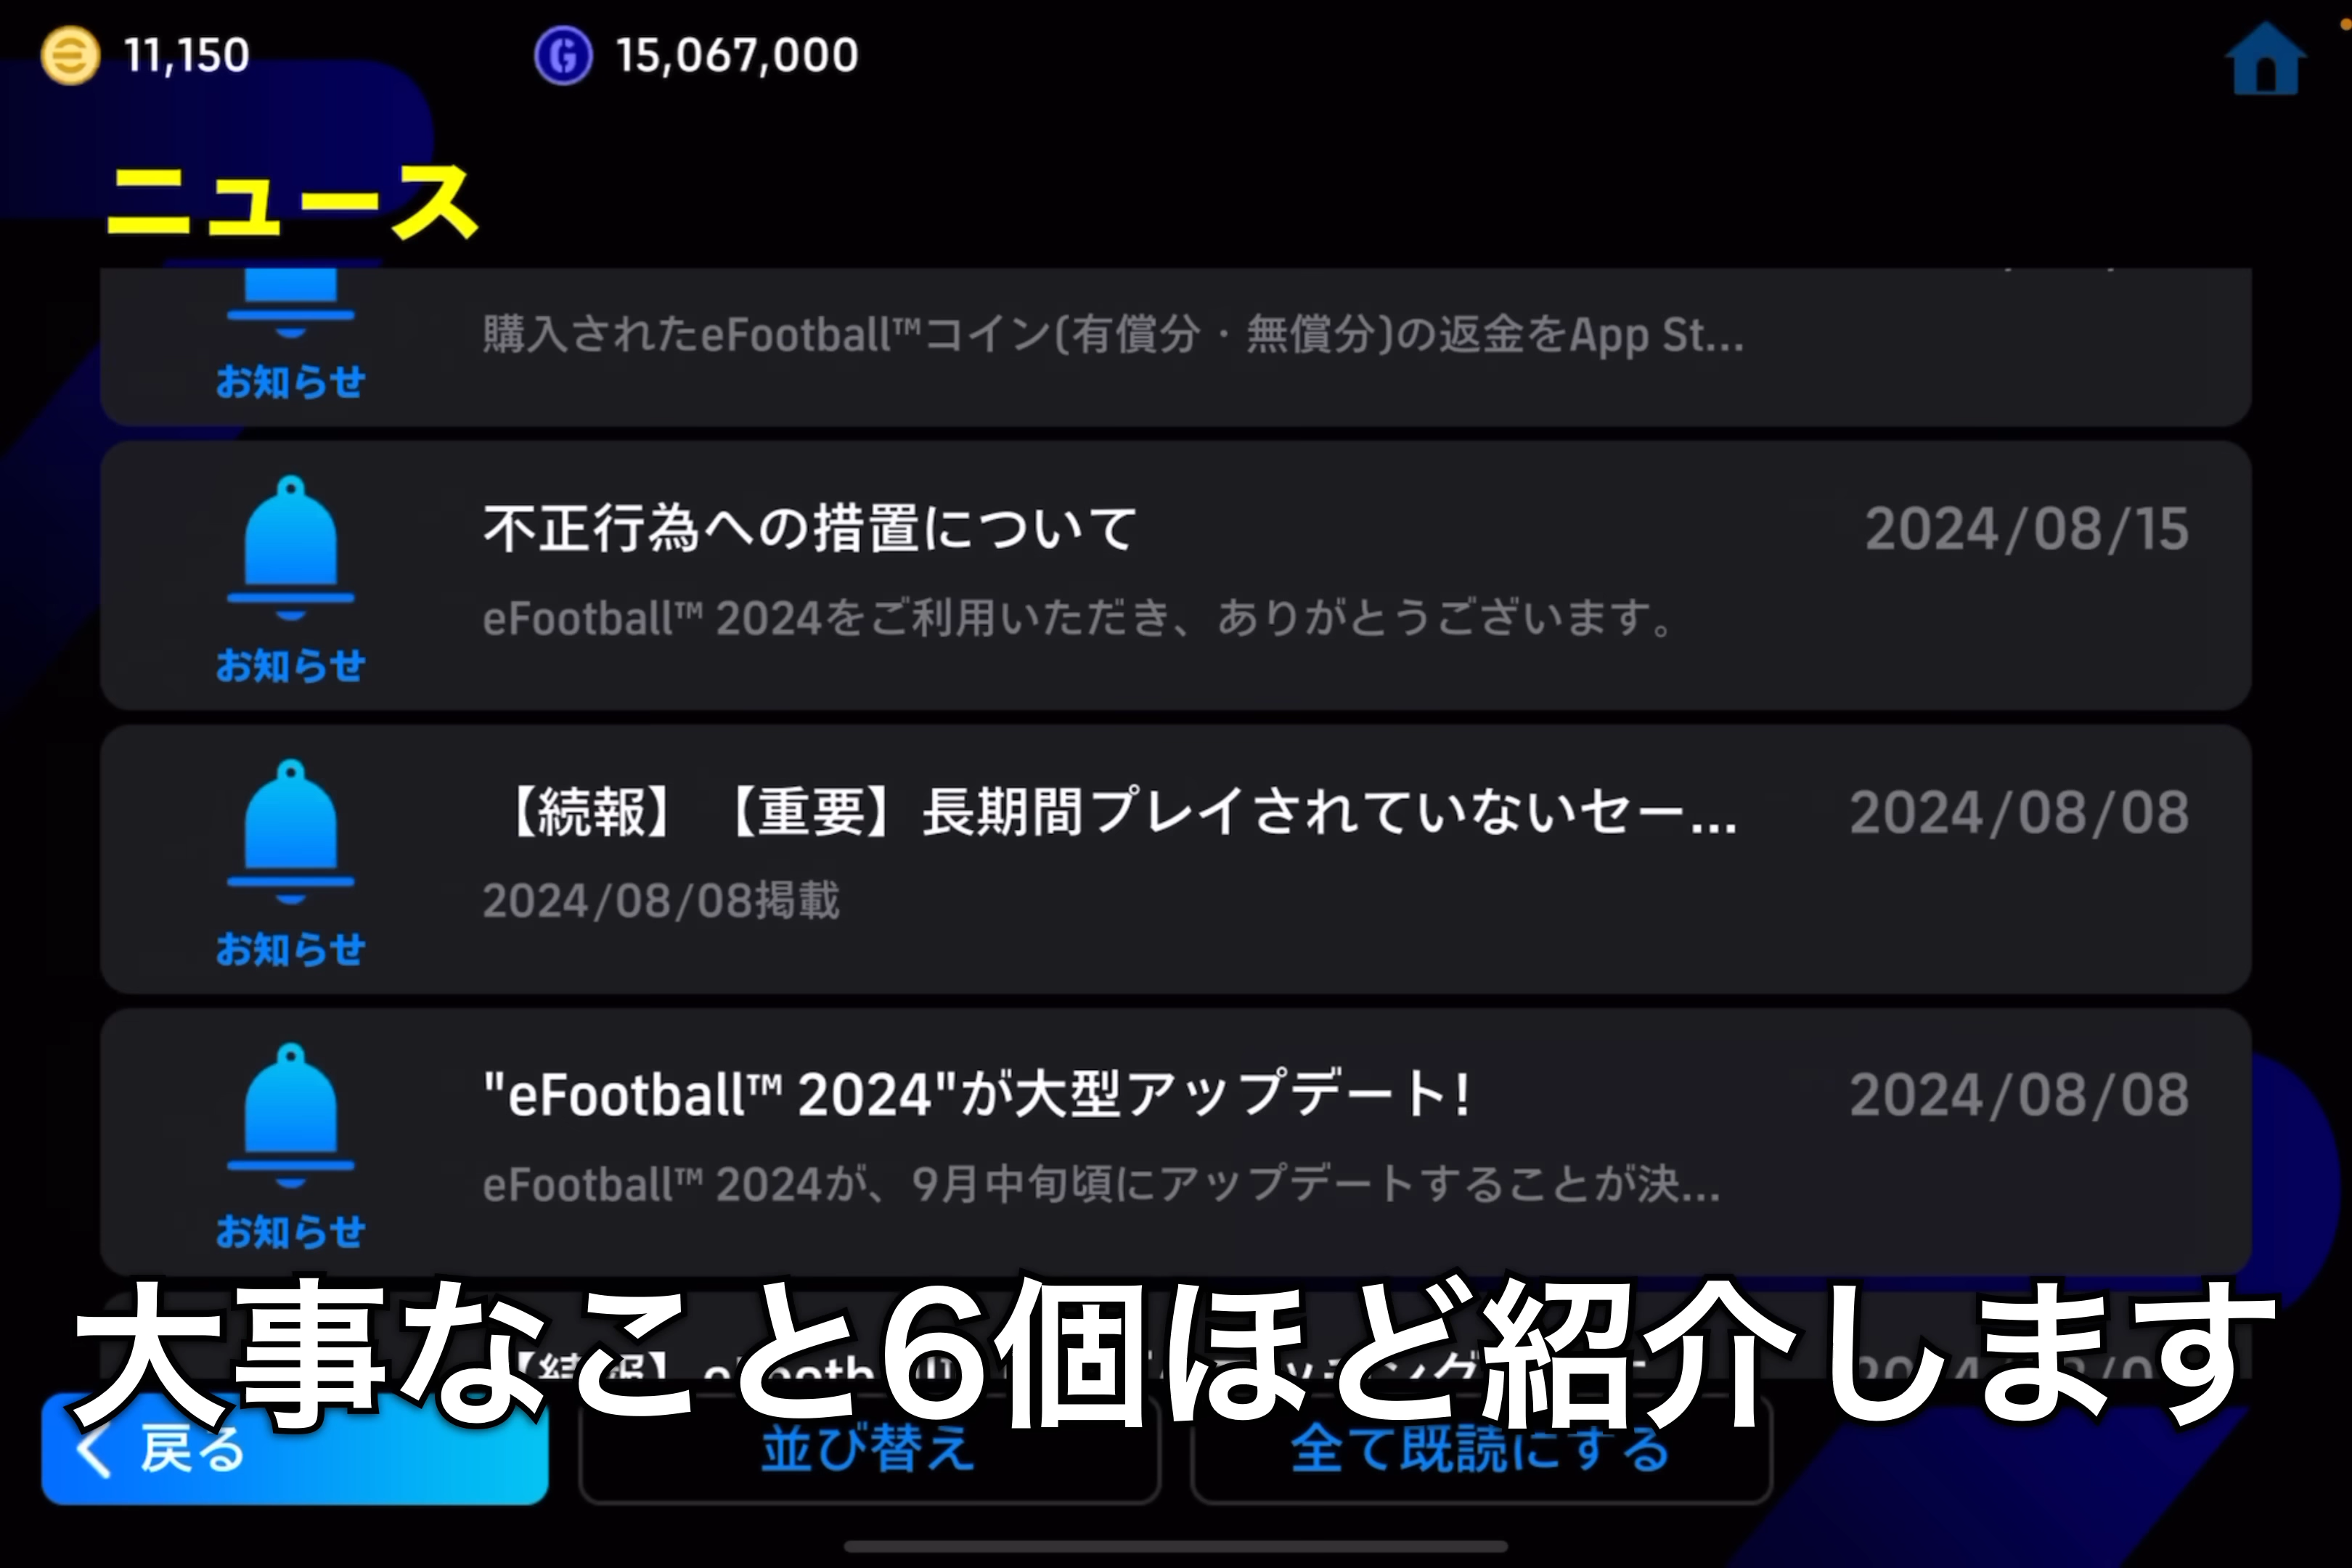 11,150
15,067,000
ニュース
購入されたeFootball™コイン(有償分・無償分)の返金をApp St...
お知らせ
不正行為への措置について
2024/08/15
eFootball™ 2024をご利用いただき、ありがとうございます。
お知らせ
【続報】【重要】長期間プレイされていないセー...
2024/08/08
2024/08/08掲載
お知らせ
"eFootball™ 2024"が大型アップデート!
2024/08/08
eFootball™ 2024が、9月中旬頃にアップデートすることが決...
お知らせ
大事なこと6個ほど紹介します
【続報】
戻る
並び替え
全て既読にする